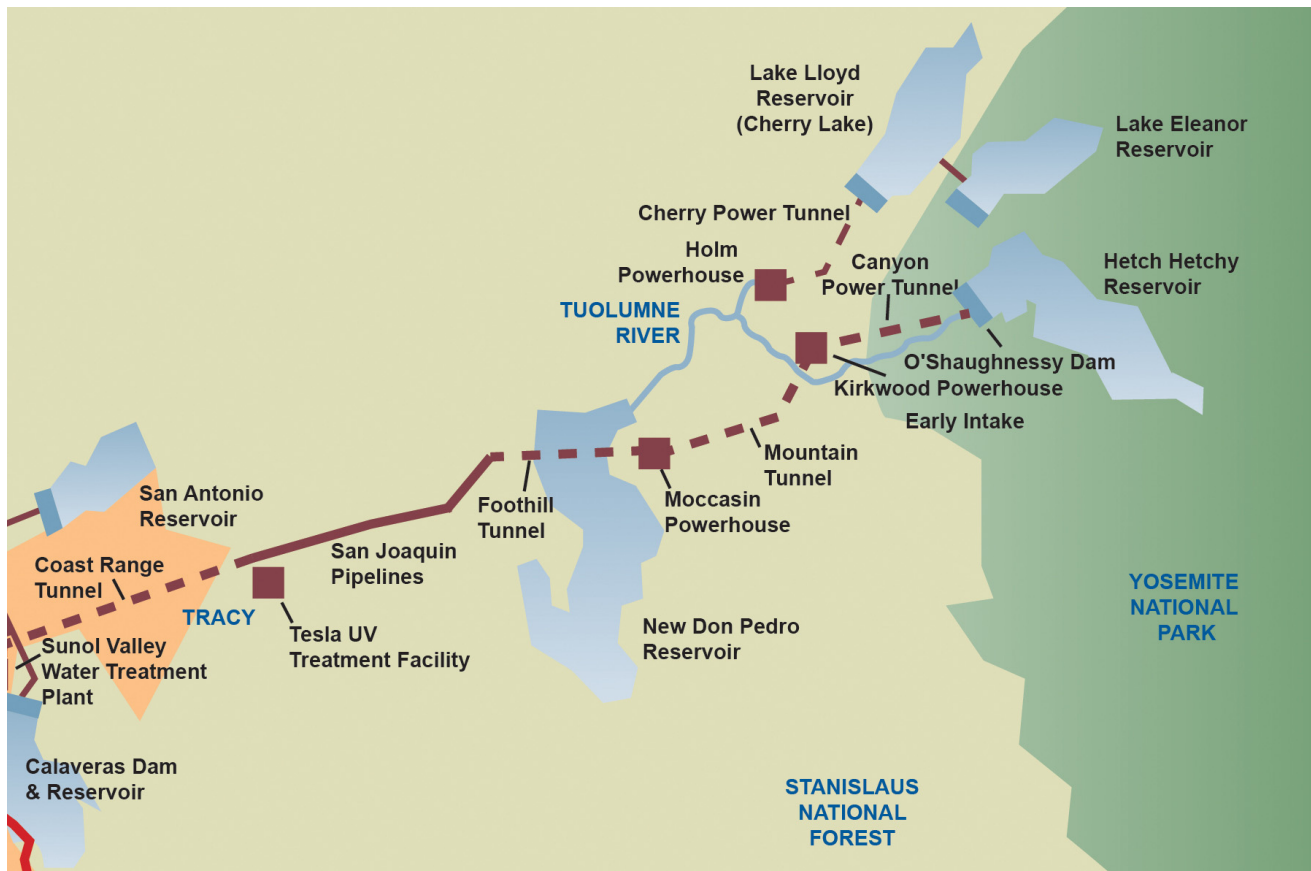 Lake Lloyd
Reservoir
(Cherry Lake)
Lake Eleanor
Reservoir
Cherry Power Tunnel
Holm
Powerhouse
Canyon
Power Tunnel
Hetch Hetchy
Reservoir
TUOLUMNE
RIVER
O'Shaughnessy Dam
Kirkwood Powerhouse
Early Intake
Mountain
Tunnel
San Antonio
Reservoir
Foothill
Tunnel
Moccasin
Powerhouse
San Joaquin
Pipelines
Coast Range
Tunnel
TRACY
Tesla UV
Treatment Facility
New Don Pedro
Reservoir
YOSEMITE
NATIONAL
PARK
Sunol Valley
Water Treatment
Plant
Calaveras Dam
& Reservoir
STANISLAUS
NATIONAL
FOREST